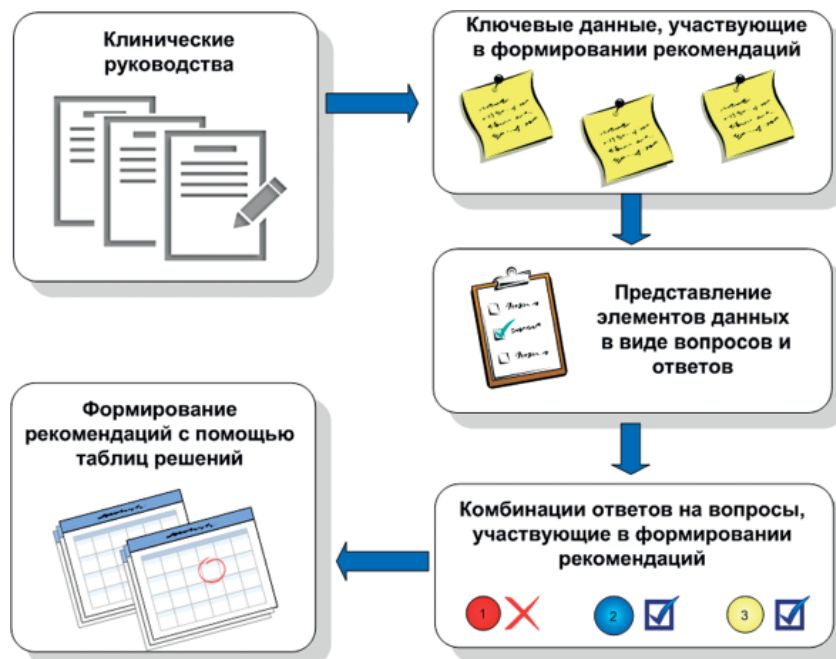 Клинические
руководства
Ключевые данные, участвующие
в формировании рекомендаций
Представление
элементов данных
в виде вопросов и
ответов
Комбинации ответов на вопросы,
участвующие в формировании
рекомендаций
1
2
3
Формирование
рекомендаций с помощью
таблиц решений